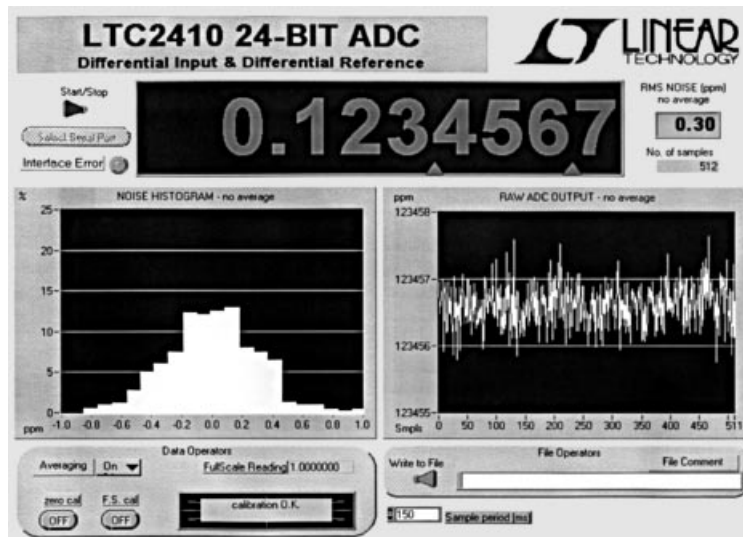 LTC2410 24-BIT ADC
Differential Input & Differential Reference
LINEAR
TECHNOLOGY
Start/Stop
Select Serial Port
Interface Error
0.1234567
RMS NOISE (ppm)
no average
0.30
No. of samples
512
% NOISE HISTOGRAM - no average
25
20
15
10
5
0
ppm -1.0 -0.8 -0.6 -0.4 -0.2 0.0 0.2 0.4 0.6 0.8 1.0
ppm RAW ADC OUTPUT - no average
123458
123457
123456
123455
Smpls 0 50 100 150 200 250 300 350 400 450 511
Data Operators
Averaging On
FullScale Reading 1.0000000
zero cal F.S. cal
OFF OFF
calibration O.K.
File Operators
Write to File
File Comment
150 Sample period [ms]